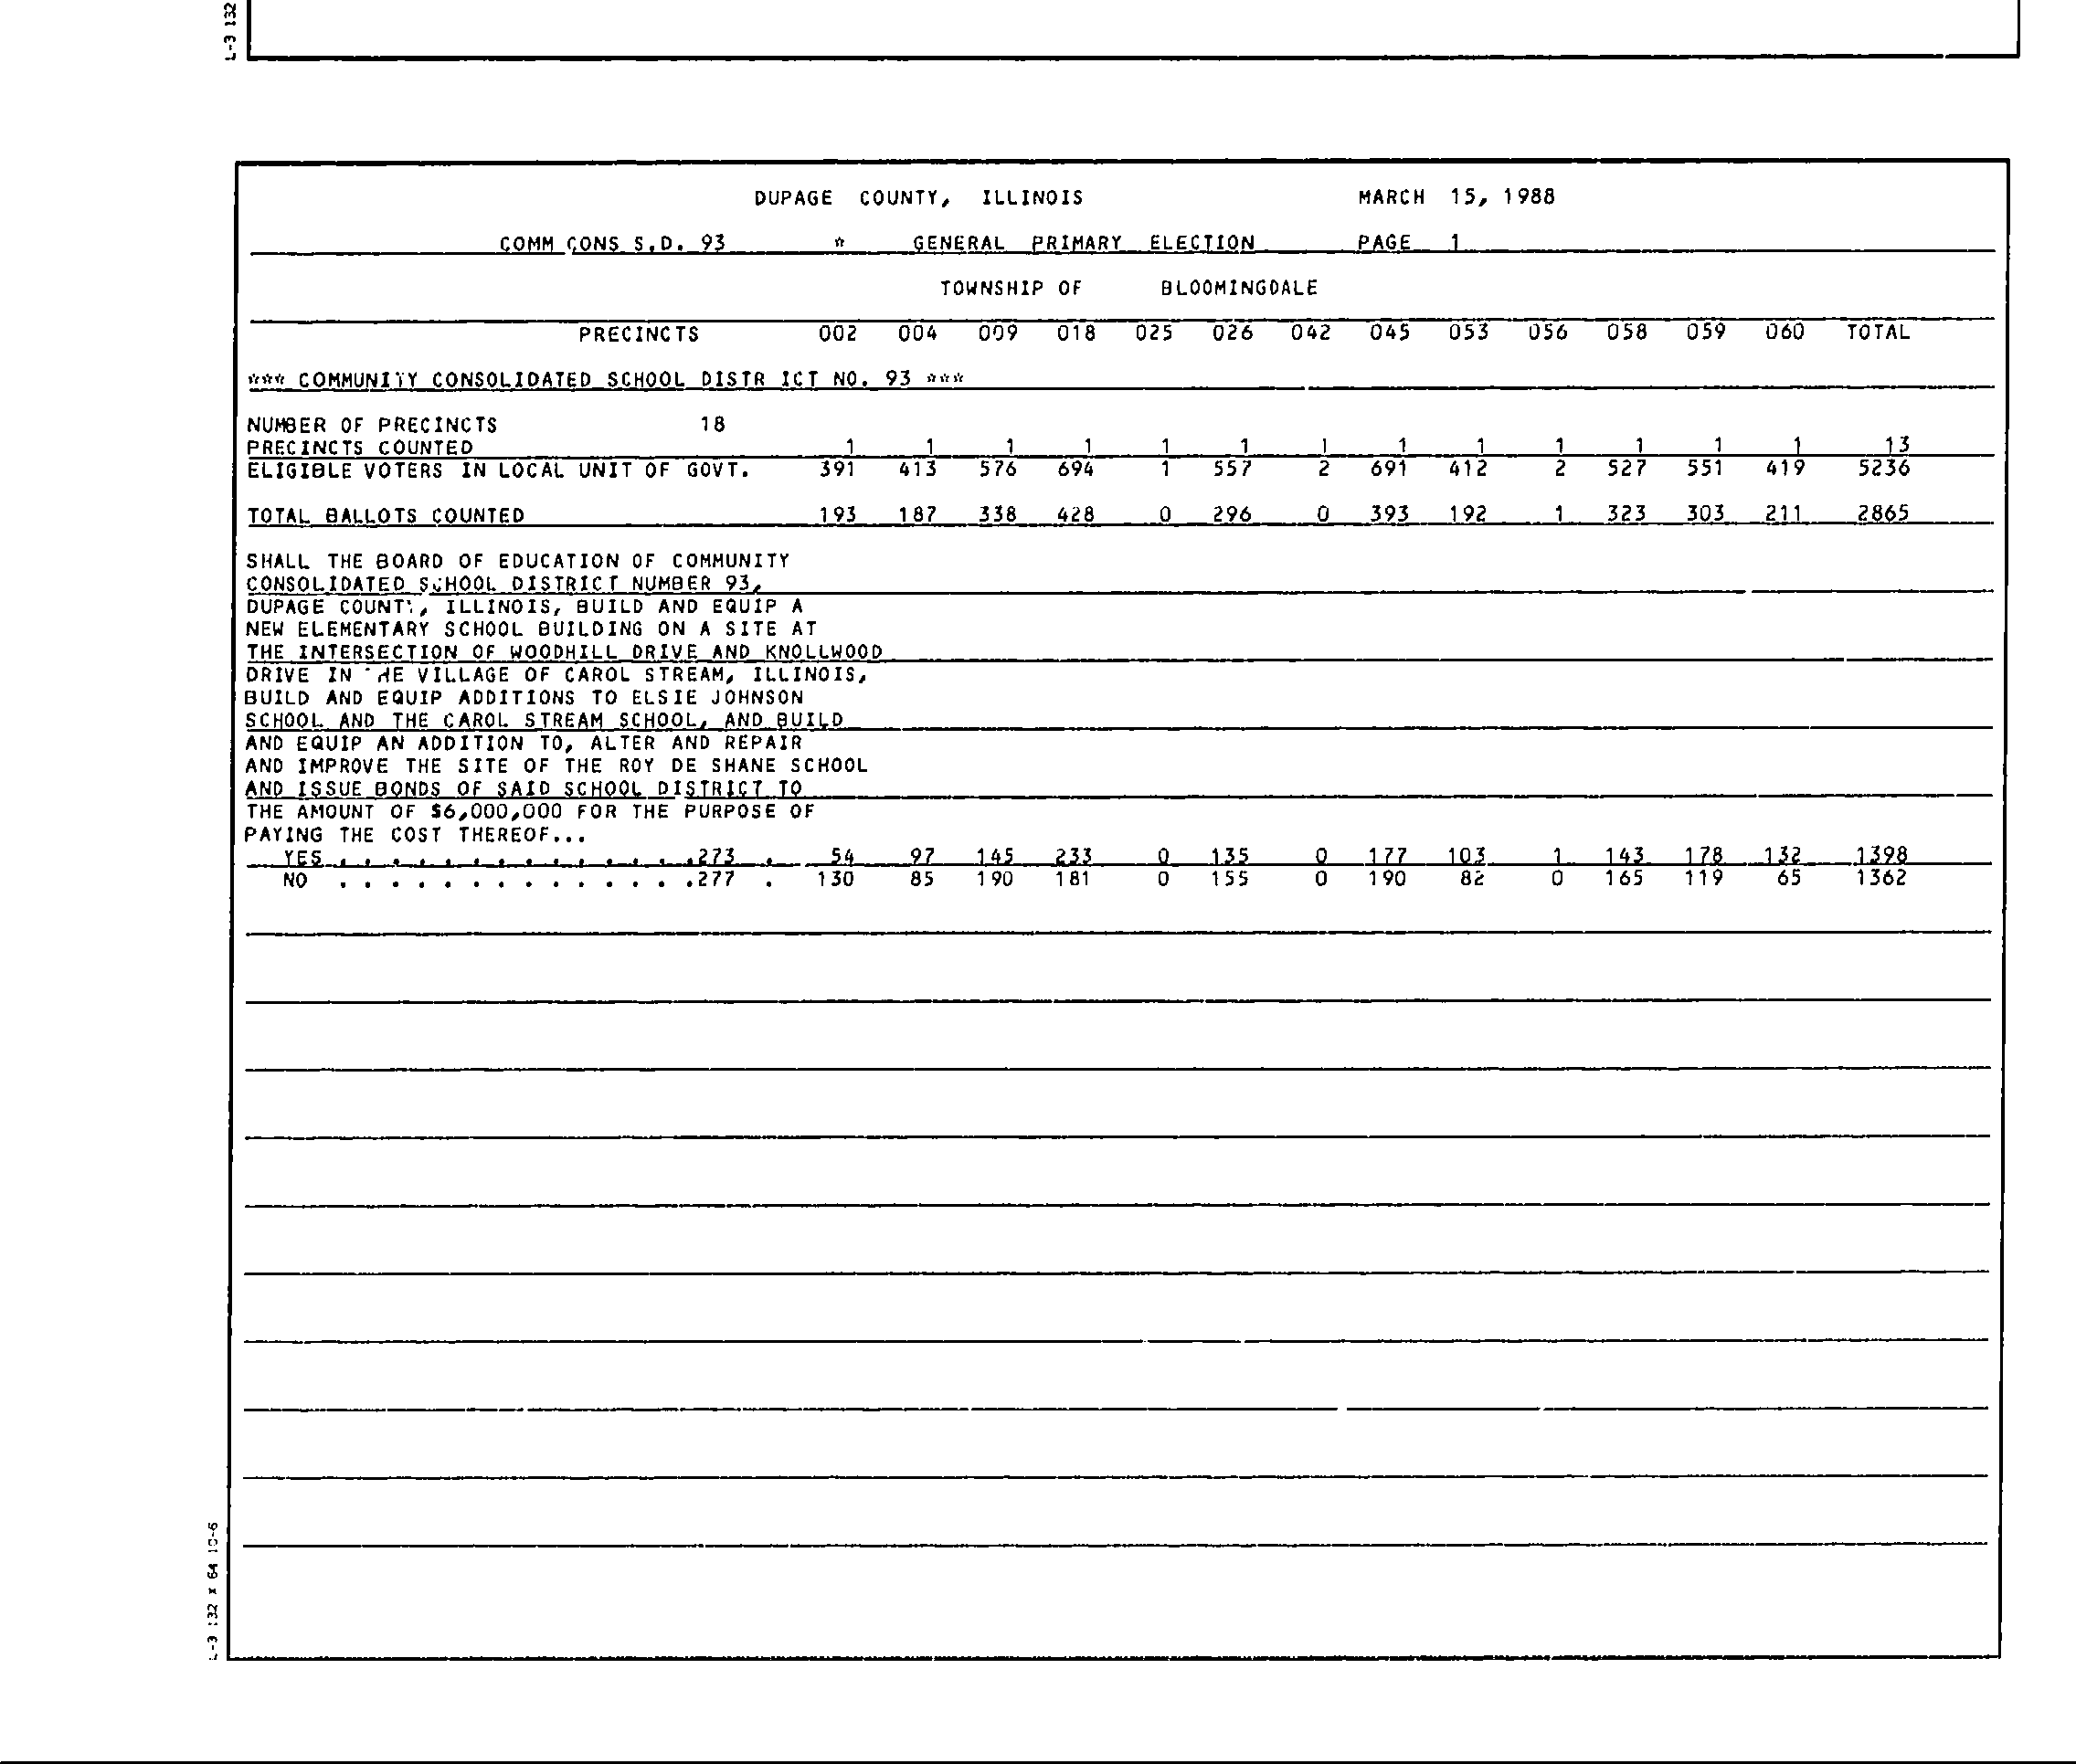 L-3 132
DUPAGE COUNTY, ILLINOIS MARCH 15, 1988
COMM CONS S.D. 93 * GENERAL PRIMARY ELECTION PAGE 1
TOWNSHIP OF BLOOMINGDALE
PRECINCTS 002 004 009 018 025 026 042 045 053 056 058 059 060 TOTAL
*** COMMUNITY CONSOLIDATED SCHOOL DISTR ICT NO. 93 ***
NUMBER OF PRECINCTS 18
PRECINCTS COUNTED 1 1 1 1 1 1 1 1 1 1 1 1 1 13
ELIGIBLE VOTERS IN LOCAL UNIT OF GOVT. 391 413 576 694 1 557 2 691 412 2 527 551 419 5236
TOTAL BALLOTS COUNTED 193 187 338 428 0 296 0 393 192 1 323 303 211 2865
SHALL THE BOARD OF EDUCATION OF COMMUNITY
CONSOLIDATED SCHOOL DISTRICT NUMBER 93,
DUPAGE COUNTY, ILLINOIS, BUILD AND EQUIP A
NEW ELEMENTARY SCHOOL BUILDING ON A SITE AT
THE INTERSECTION OF WOODHILL DRIVE AND KNOLLWOOD
DRIVE IN THE VILLAGE OF CAROL STREAM, ILLINOIS,
BUILD AND EQUIP ADDITIONS TO ELSIE JOHNSON
SCHOOL AND THE CAROL STREAM SCHOOL, AND BUILD
AND EQUIP AN ADDITION TO, ALTER AND REPAIR
AND IMPROVE THE SITE OF THE ROY DE SHANE SCHOOL
AND ISSUE BONDS OF SAID SCHOOL DISTRICT TO
THE AMOUNT OF $6,000,000 FOR THE PURPOSE OF
PAYING THE COST THEREOF...
YES . . . . . . . . . . . . . .273 . 54 97 145 233 0 135 0 177 103 1 143 178 132 1398
NO . . . . . . . . . . . . . .277 . 130 85 190 181 0 155 0 190 82 0 165 119 65 1362
L-3 132 x 64 10-6